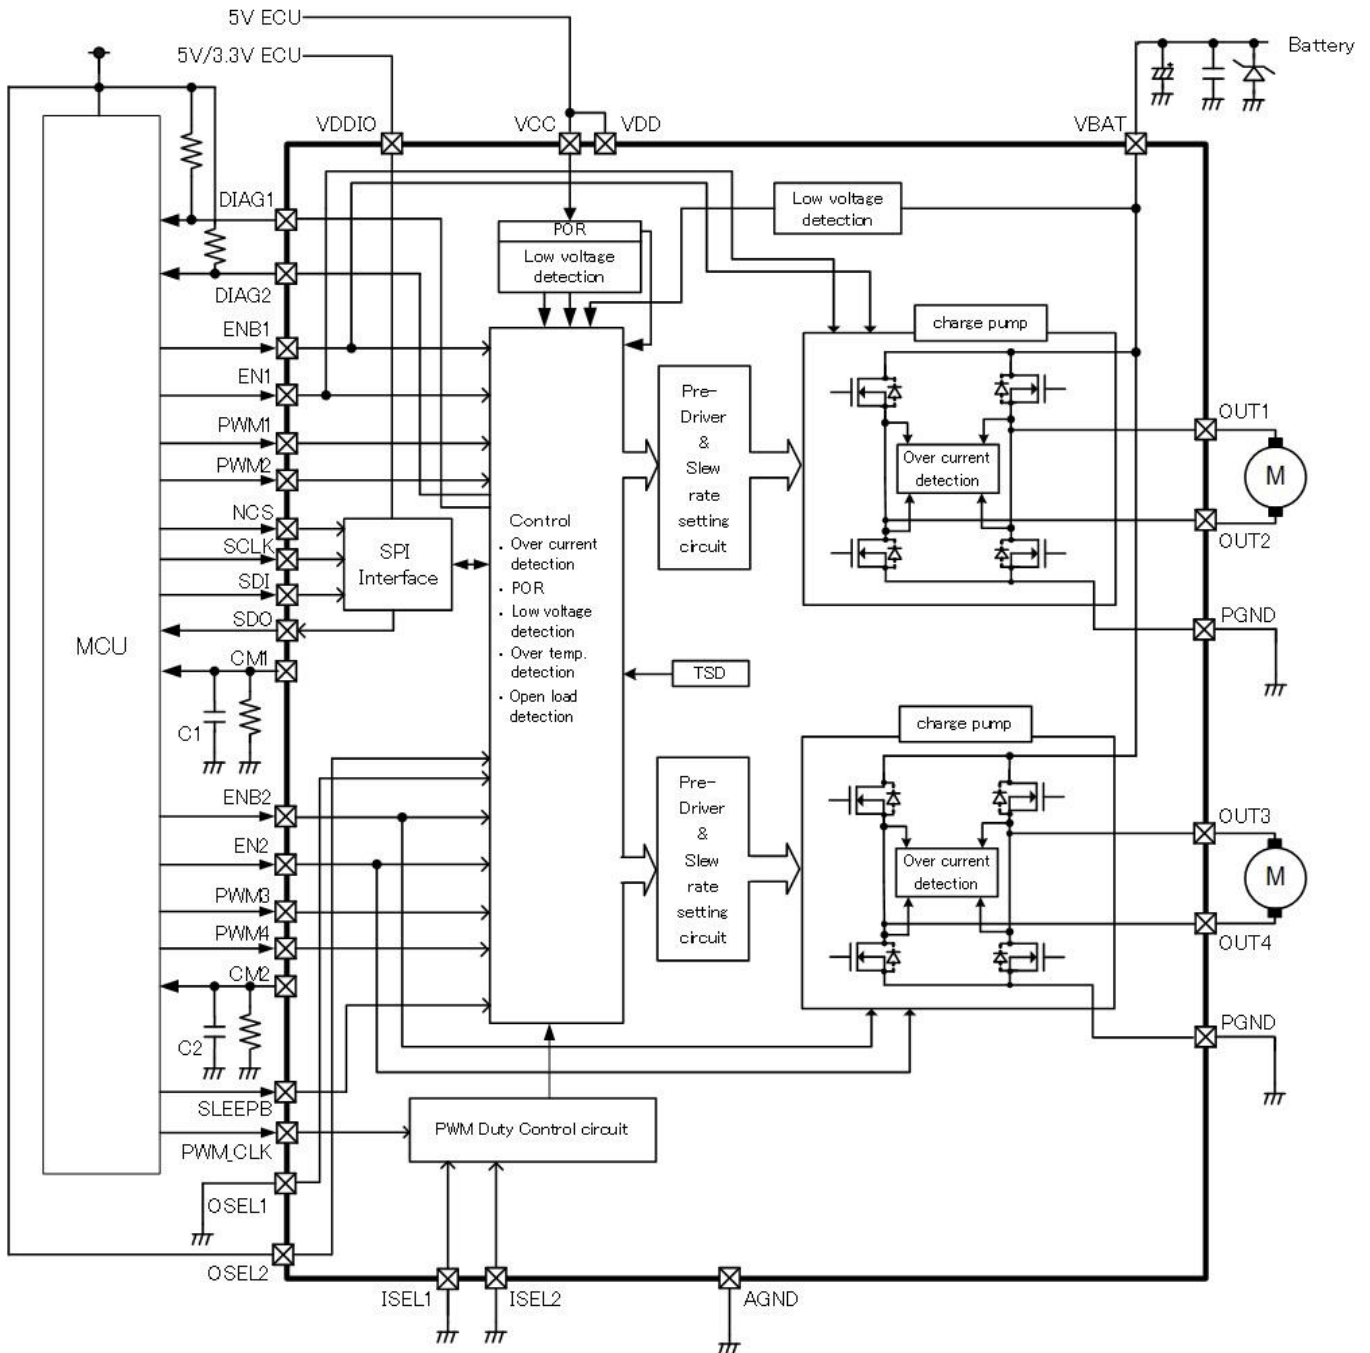 5V ECU
5V/3.3V ECU
Battery
VDDIO
VCC
VDD
VBAT
DIAG1
Low voltage
detection
POR
Low voltage
detection
DIAG2
charge pump
ENB1
EN1
Pre-
Driver
&
Slew
rate
setting
circuit
OUT1
PWM1
PWM2
Over current
detection
M
NCS
SCLK
SDI
SDO
SPI
Interface
Control
· Over current
detection
· POR
· Low voltage
detection
· Over temp.
detection
· Open load
detection
OUT2
MCU
PGND
CM1
TSD
C1
charge pump
ENB2
EN2
Pre-
Driver
&
Slew
rate
setting
circuit
OUT3
Over current
detection
M
PWM3
PWM4
OUT4
CM2
C2
PGND
SLEEPB
PWM_CLK
PWM Duty Control circuit
OSEL1
OSEL2
ISEL1
ISEL2
AGND